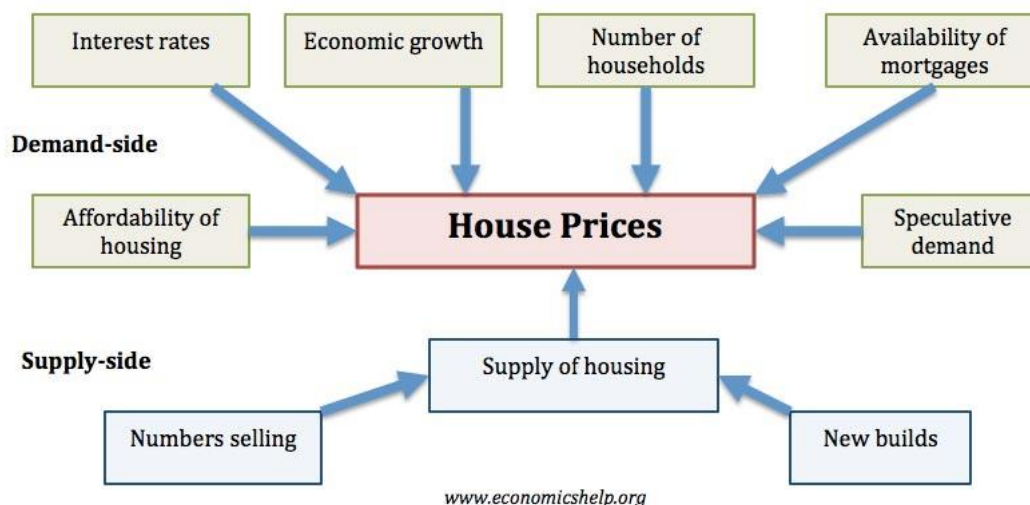 Interest rates
Economic growth
Number of
households
Availability of
mortgages
Demand-side
Affordability of
housing
House Prices
Speculative
demand
Supply-side
Supply of housing
Numbers selling
New builds
www.economicshelp.org